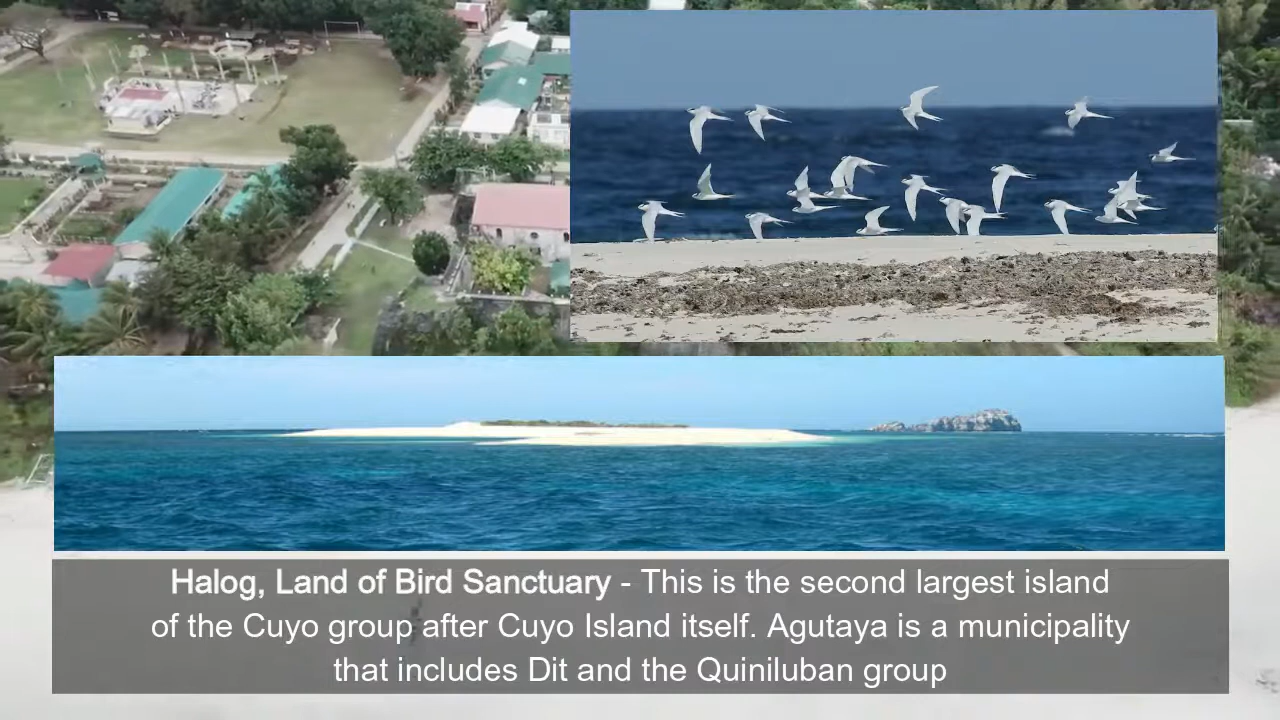 Halog, Land of Bird Sanctuary - This is the second largest island
of the Cuyo group after Cuyo Island itself. Agutaya is a municipality
that includes Dit and the Quiniluban group